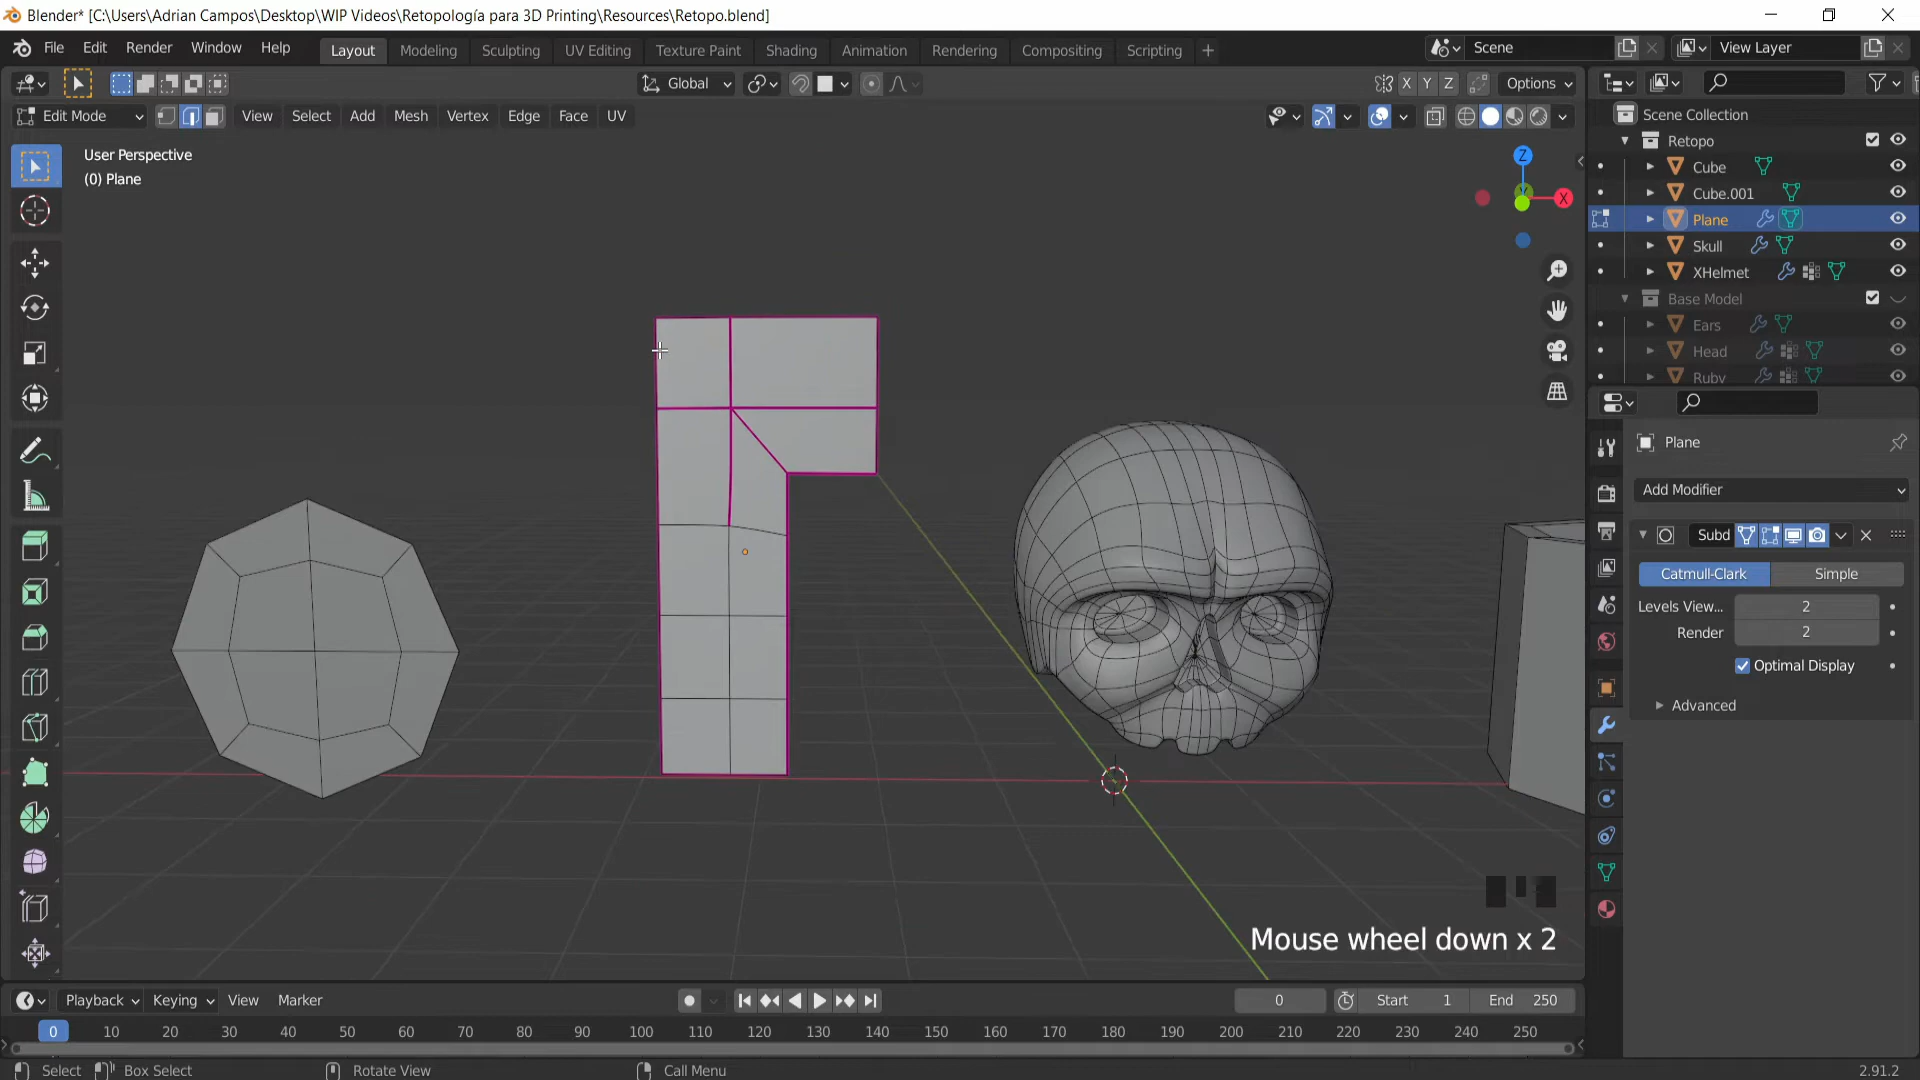 Blender* [C:\Users\Adrian Campos\Desktop\WIP Videos\Retopología para 3D Printing\Resources\Retopo.blend]
File Edit Render Window Help Layout Modeling Sculpting UV Editing Texture Paint Shading Animation Rendering Compositing Scripting + Scene View Layer
Global X Y Z Options
Edit Mode View Select Add Mesh Vertex Edge Face UV
User Perspective
(0) Plane
Z
X
Scene Collection
Retopo
Cube
Cube.001
Plane
Skull
XHelmet
Base Model
Ears
Head
Ruby
Plane
Add Modifier
Subd
Catmull-Clark Simple
Levels View... 2
Render 2
Optimal Display
Advanced
Mouse wheel down x 2
Playback Keying View Marker 0 Start 1 End 250
0 10 20 30 40 50 60 70 80 90 100 110 120 130 140 150 160 170 180 190 200 210 220 230 240 250
Select Box Select Rotate View Call Menu 2.91.2